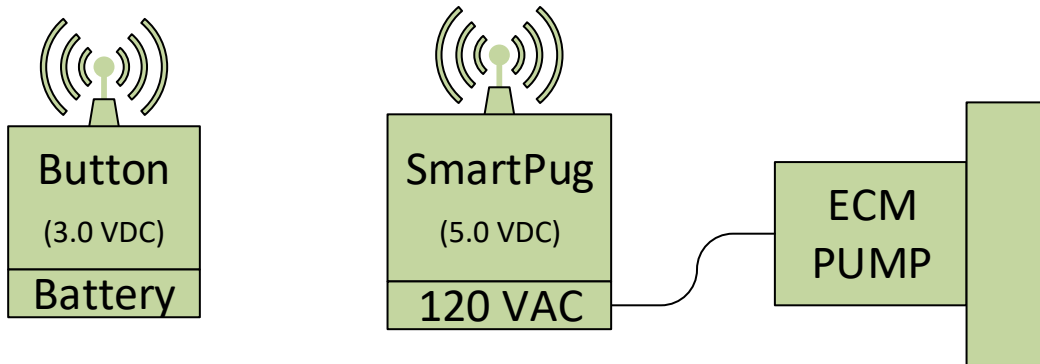 Button
(3.0 VDC)
Battery
SmartPug
(5.0 VDC)
120 VAC
ECM
PUMP